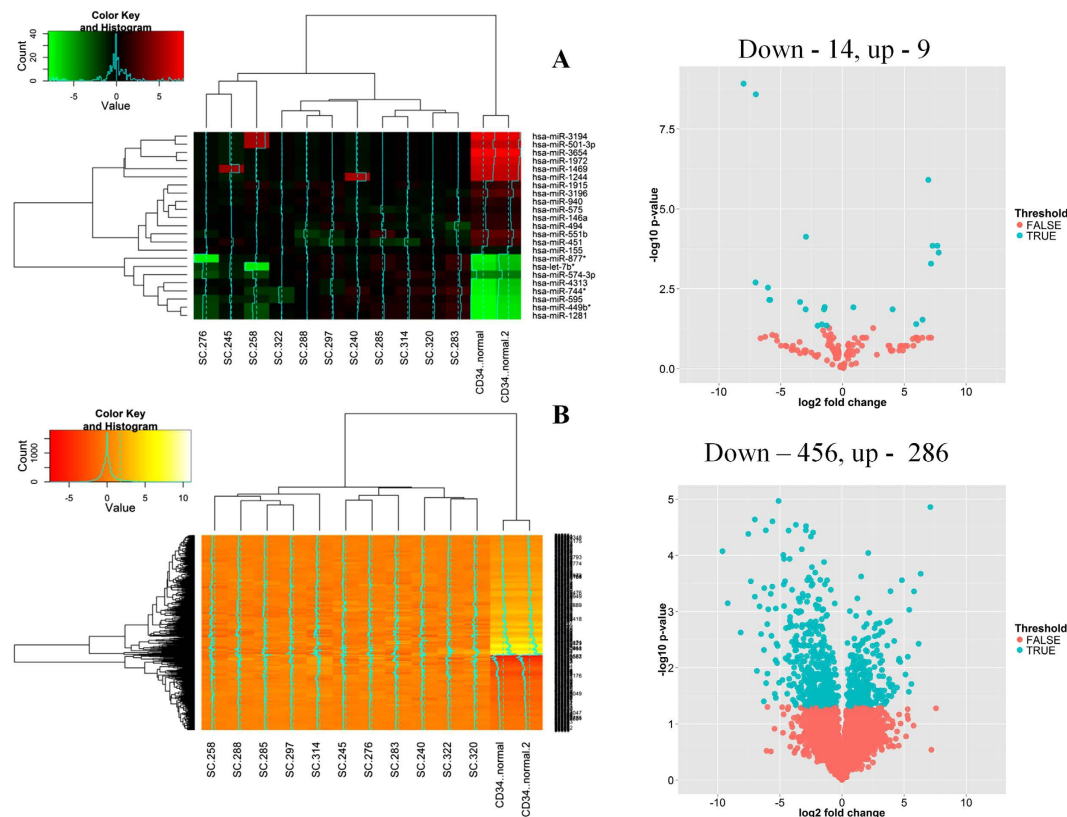 Color Key
and Histogram
Count
0 10 20 30 40
-5 0 5
Value
A
hsa-miR-3194
hsa-miR-501-3p
hsa-miR-3654
hsa-miR-1972
hsa-miR-1469
hsa-miR-1244
hsa-miR-1915
hsa-miR-3196
hsa-miR-940
hsa-miR-575
hsa-miR-146a
hsa-miR-494
hsa-miR-551b
hsa-miR-451
hsa-miR-155
hsa-miR-877*
hsa-let-7b*
hsa-miR-574-3p
hsa-miR-4313
hsa-miR-744*
hsa-miR-595
hsa-miR-449b*
hsa-miR-1281
SC.276
SC.245
SC.258
SC.322
SC.288
SC.297
SC.240
SC.285
SC.314
SC.320
SC.283
CD34..normal
CD34..normal.2
Down - 14, up - 9
-log10 p-value
7.5
5.0
2.5
0.0
-10 -5 0 5 10
log2 fold change
Threshold
FALSE
TRUE
B
Color Key
and Histogram
Count
0 1000
-5 0 5 10
Value
SC.258
SC.288
SC.285
SC.297
SC.314
SC.245
SC.276
SC.283
SC.240
SC.322
SC.320
CD34..normal
CD34..normal.2
Down – 456, up - 286
-log10 p-value
5
4
3
2
1
0
-10 -5 0 5 10
log2 fold change
Threshold
FALSE
TRUE